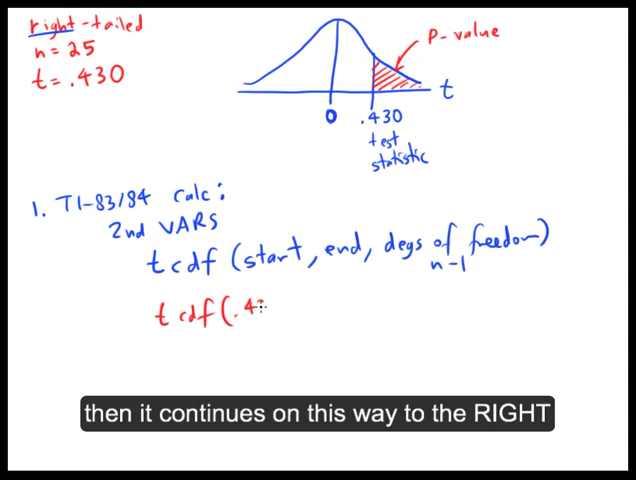 right-tailed
n = 25
t = .430
P-value
t
0
.430
test
statistic
1. TI-83/84 Calc:
2nd VARS
tcdf (start, end, degs of freedom)
n-1
tcdf(.4
then it continues on this way to the RIGHT